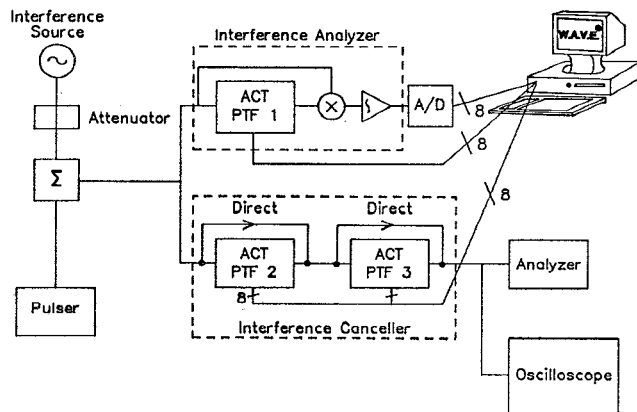 Interference
Source
Attenuator
Σ
Pulser
Interference Analyzer
ACT
PTF 1
A/D
8
8
8
W.A.V.E.
Direct
Direct
ACT
PTF 2
ACT
PTF 3
8
Interference Canceller
Analyzer
Oscilloscope